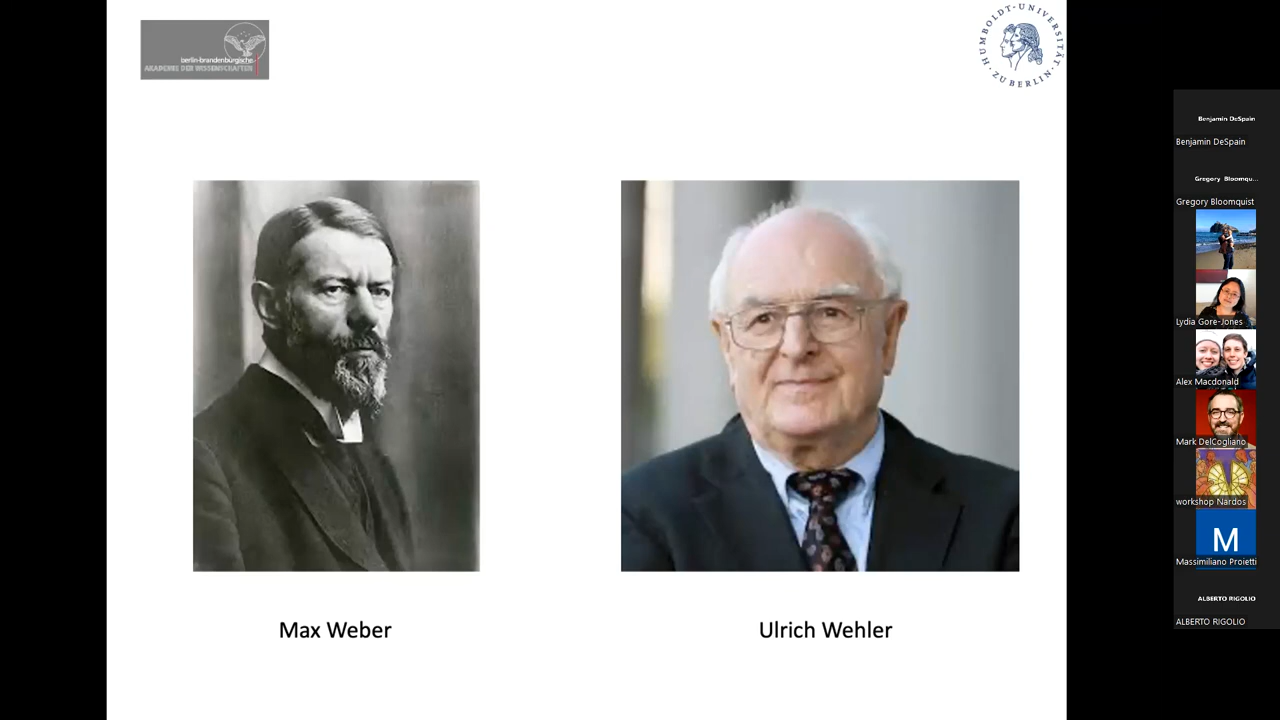 berlin-brandenburgische
AKADEMIE DER WISSENSCHAFTEN
HUMBOLDT-UNIVERSITÄT
ZU BERLIN
Max Weber
Ulrich Wehler
Benjamin DeSpain
Benjamin DeSpain
Gregory Bloomqu...
Gregory Bloomquist
Lydia Gore-Jones
Alex Macdonald
Mark DelCogliano
workshop Nardos
M
Massimiliano Proietti
ALBERTO RIGOLIO
ALBERTO RIGOLIO